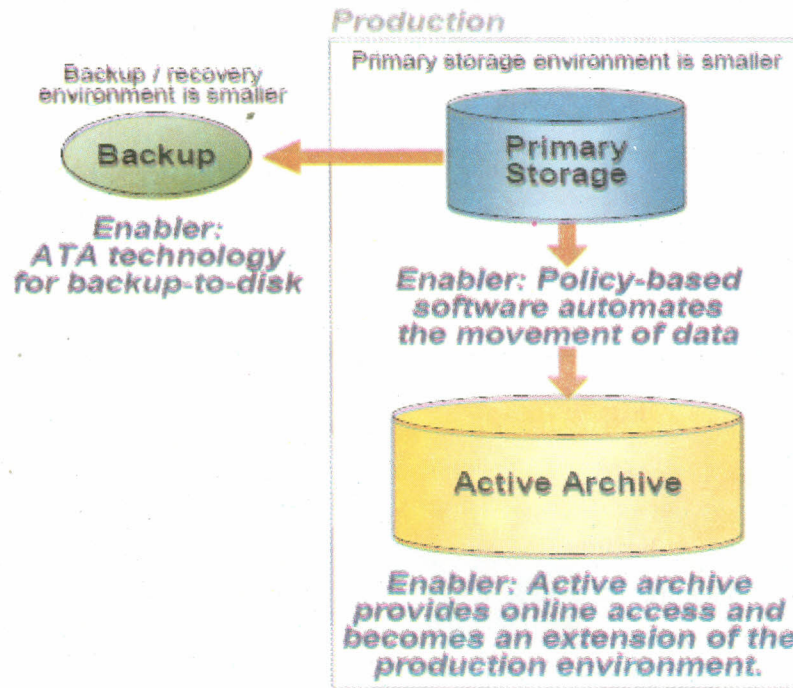 Production
Backup / recovery
environment is smaller
Primary storage environment is smaller
Backup
Primary
Storage
Enabler:
ATA technology
for backup-to-disk
Enabler: Policy-based
software automates
the movement of data
Active Archive
Enabler: Active archive
provides online access and
becomes an extension of the
production environment.